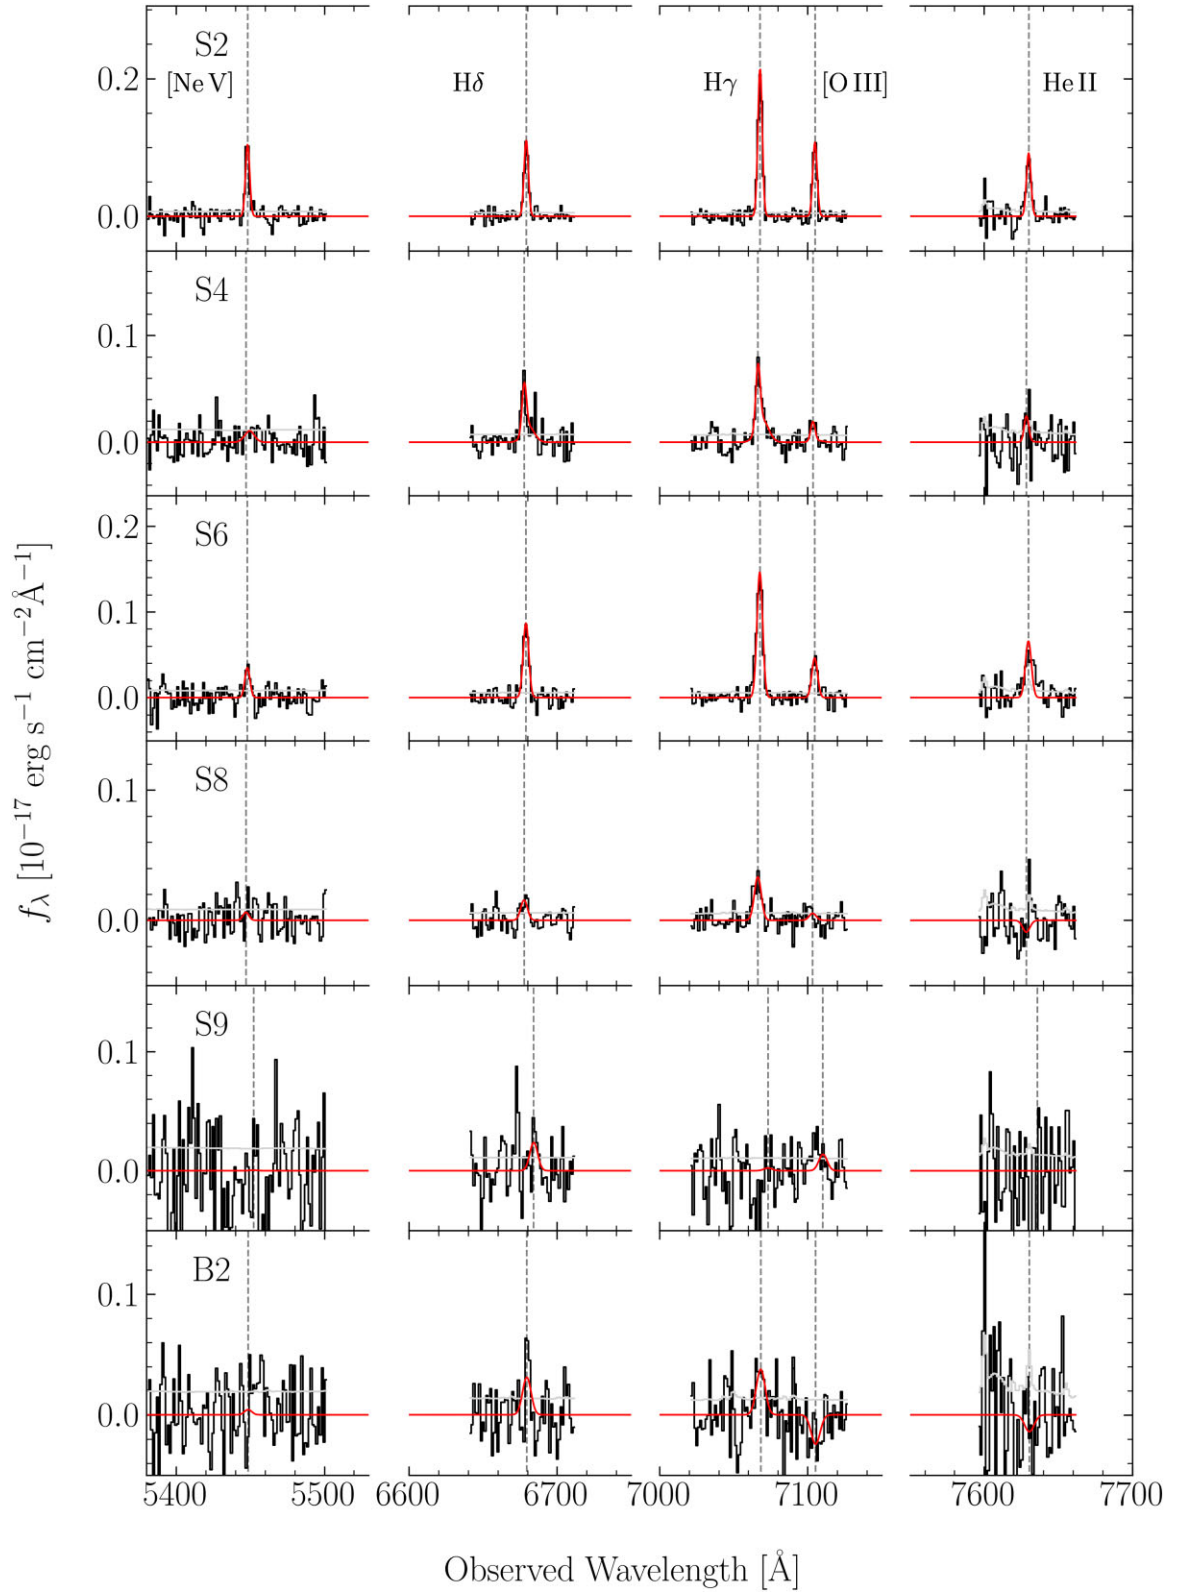 S2
[Ne V] Hδ Hγ [O III] He II
0.2
0.0
S4
0.1
0.0
S6
0.2
0.1
0.0
S8
0.1
0.0
S9
0.1
0.0
B2
0.1
0.0
5400 5500 6600 6700 7000 7100 7600 7700
Observed Wavelength [Å]
f_λ [10⁻¹⁷ erg s⁻¹ cm⁻²Å⁻¹]